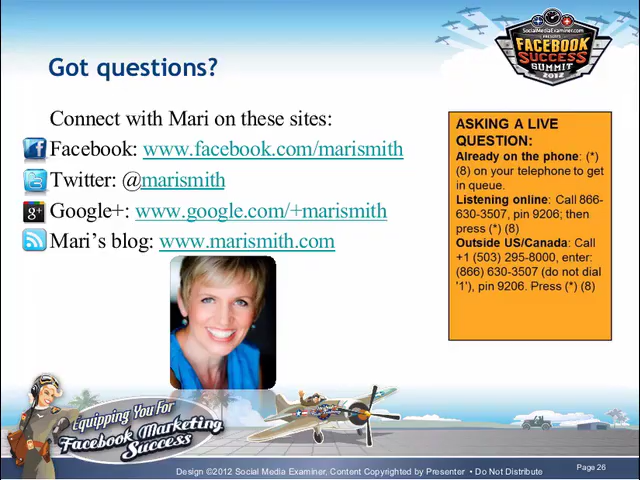 SocialMediaExaminer.com
PRESENTS
FACEBOOK
SUCCESS
SUMMIT
2012
Got questions?
Connect with Mari on these sites:
Facebook: www.facebook.com/marismith
Twitter: @marismith
Google+: www.google.com/+marismith
Mari's blog: www.marismith.com
ASKING A LIVE
QUESTION:
Already on the phone: (*)
(8) on your telephone to get
in queue.
Listening online: Call 866-
630-3507, pin 9206; then
press (*) (8)
Outside US/Canada: Call
+1 (503) 295-8000, enter:
(866) 630-3507 (do not dial
'1'), pin 9206. Press (*) (8)
Equipping You For
Facebook Marketing
Success
Design ©2012 Social Media Examiner, Content Copyrighted by Presenter • Do Not Distribute
Page 26